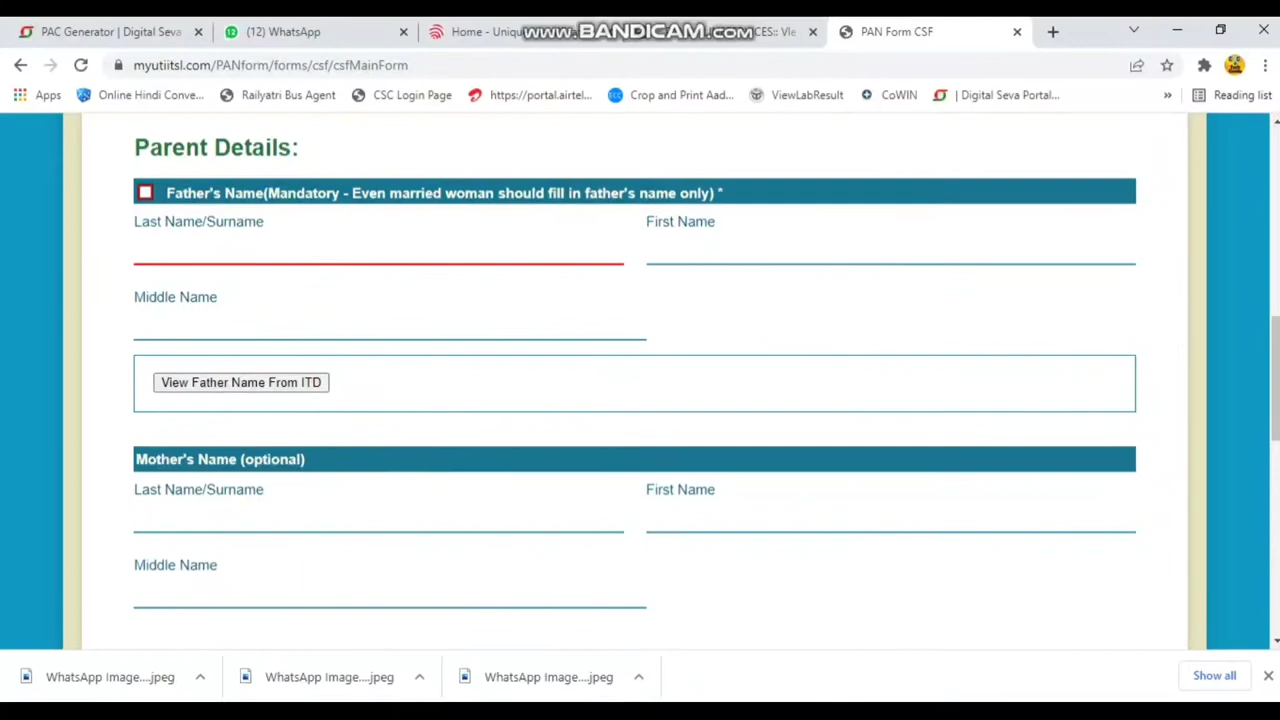 PAC Generator | Digital Seva
(12) WhatsApp
Home - Uniqu
www.BANDICAM.com
CES:: Vle
PAN Form CSF
myutiitsl.com/PANform/forms/csf/csfMainForm
Apps
Online Hindi Conve...
Railyatri Bus Agent
CSC Login Page
https://portal.airtel...
Crop and Print Aad...
ViewLabResult
CoWIN
| Digital Seva Portal...
»
Reading list
Parent Details:
Father's Name(Mandatory - Even married woman should fill in father's name only) *
Last Name/Surname
First Name
Middle Name
View Father Name From ITD
Mother's Name (optional)
Last Name/Surname
First Name
Middle Name
WhatsApp Image....jpeg
WhatsApp Image....jpeg
WhatsApp Image....jpeg
Show all